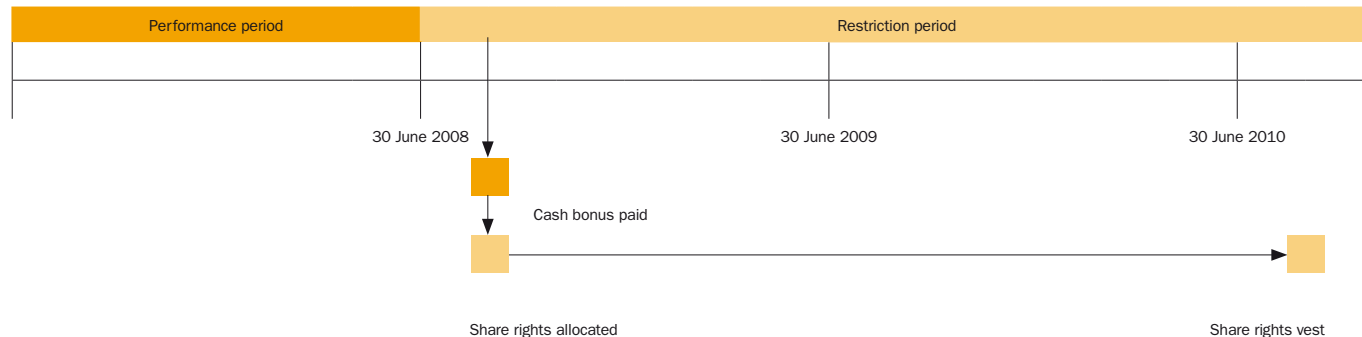 Performance period
Restriction period
30 June 2008
30 June 2009
30 June 2010
Cash bonus paid
Share rights allocated
Share rights vest